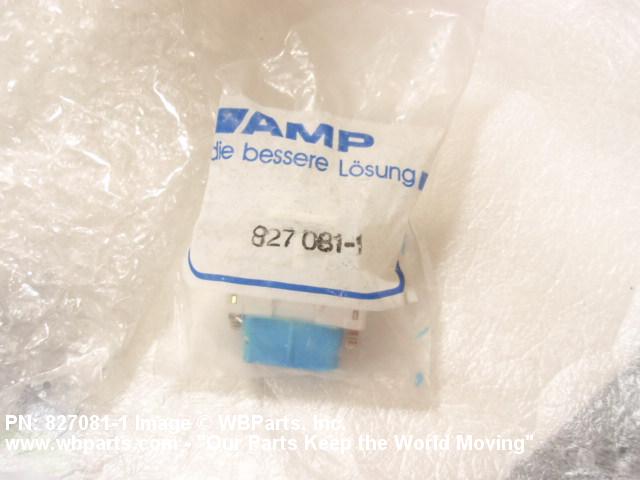 AMP
die bessere Lösung
827 081-1
PN: 827081-1 Image © WBParts, Inc.
www.wbparts.com - "Our Parts Keep the World Moving"